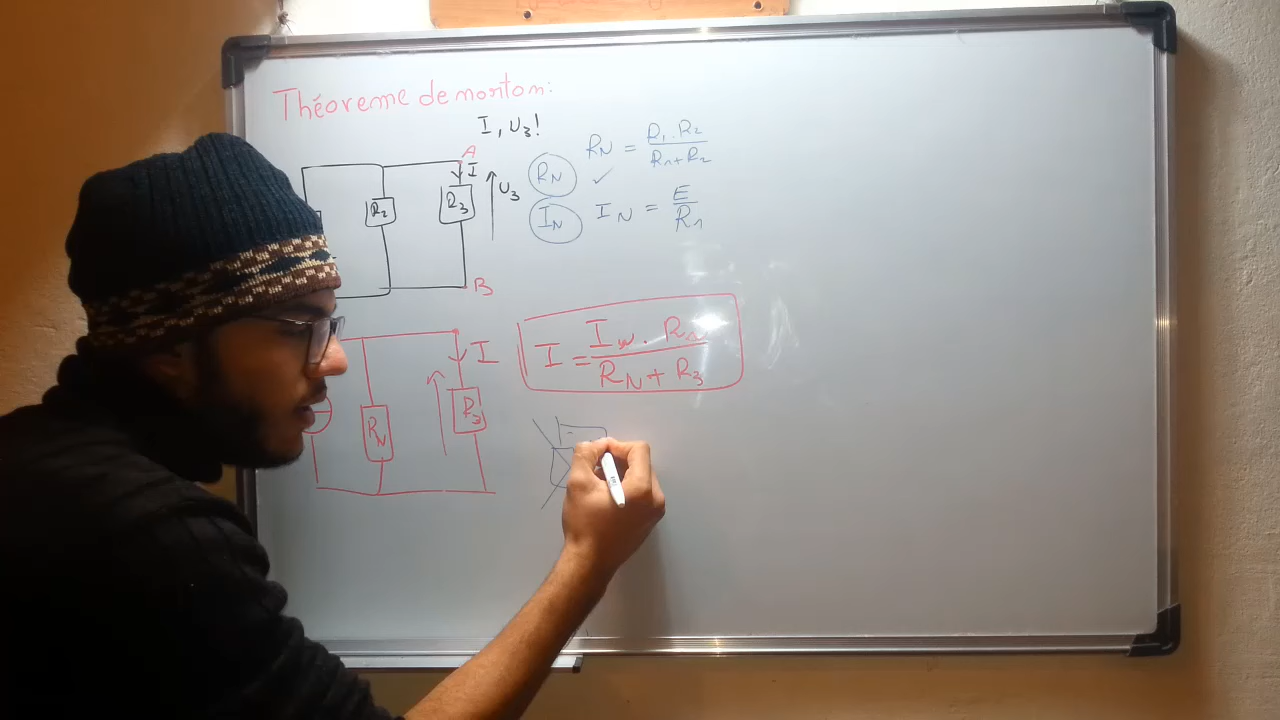 Théoreme de morton:
I, U3!
A
I
R2
R3
U3
B
RN
RN = R1.R2 / R1+R2
IN
IN = E / R1
I = IN . RN / RN + R3
I
RN
R3